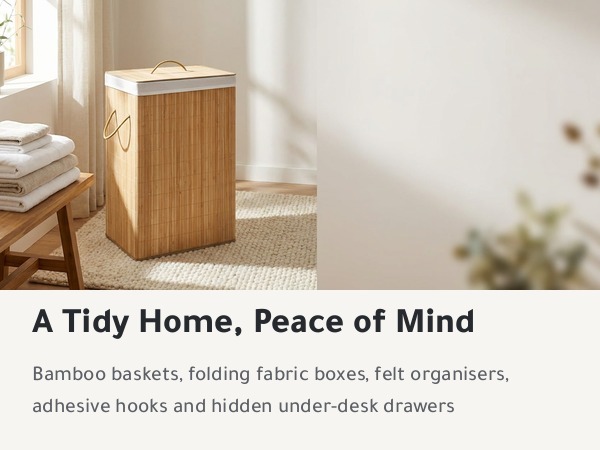 A Tidy Home, Peace of Mind
Bamboo baskets, folding fabric boxes, felt organisers,
adhesive hooks and hidden under-desk drawers